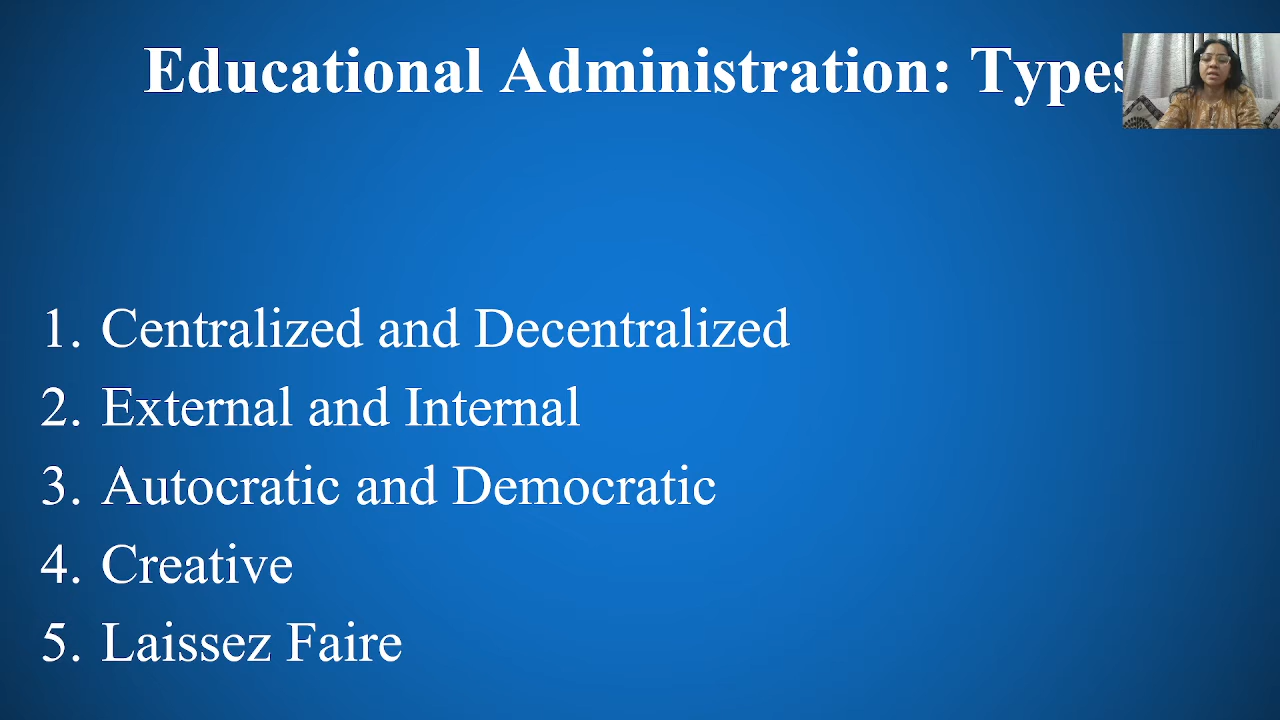 Educational Administration: Types
1. Centralized and Decentralized
2. External and Internal
3. Autocratic and Democratic
4. Creative
5. Laissez Faire